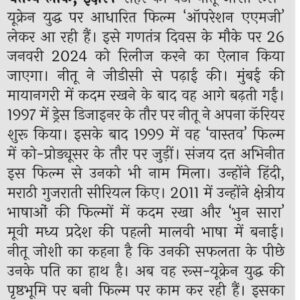 यूक्रेन युद्ध पर आधारित फिल्म ‘ऑपरेशन एएमजी’
लेकर आ रही हैं। इसे गणतंत्र दिवस के मौके पर 26
जनवरी 2024 को रिलीज करने का ऐलान किया
जाएगा। नीतू ने जीडीसी से पढ़ाई की। मुंबई की
मायानगरी में कदम रखने के बाद वह आगे बढ़ती गईं।
1997 में ड्रेस डिजाइनर के तौर पर नीतू ने अपना कॅरियर
शुरू किया। इसके बाद 1999 में वह ‘वास्तव’ फिल्म
में को-प्रोड्यूसर के तौर पर जुड़ीं। संजय दत्त अभिनीत
इस फिल्म से उनको भी नाम मिला। उन्होंने हिंदी,
मराठी गुजराती सीरियल किए। 2011 में उन्होंने क्षेत्रीय
भाषाओं की फिल्मों में कदम रखा और ‘भुन सारा’
मूवी मध्य प्रदेश की पहली मालवी भाषा में बनाई।
नीतू जोशी का कहना है कि उनकी सफलता के पीछे
उनके पति का हाथ है। अब वह रूस-यूक्रेन युद्ध की
पृष्ठभूमि पर बनी फिल्म पर काम कर रही हैं। इसका